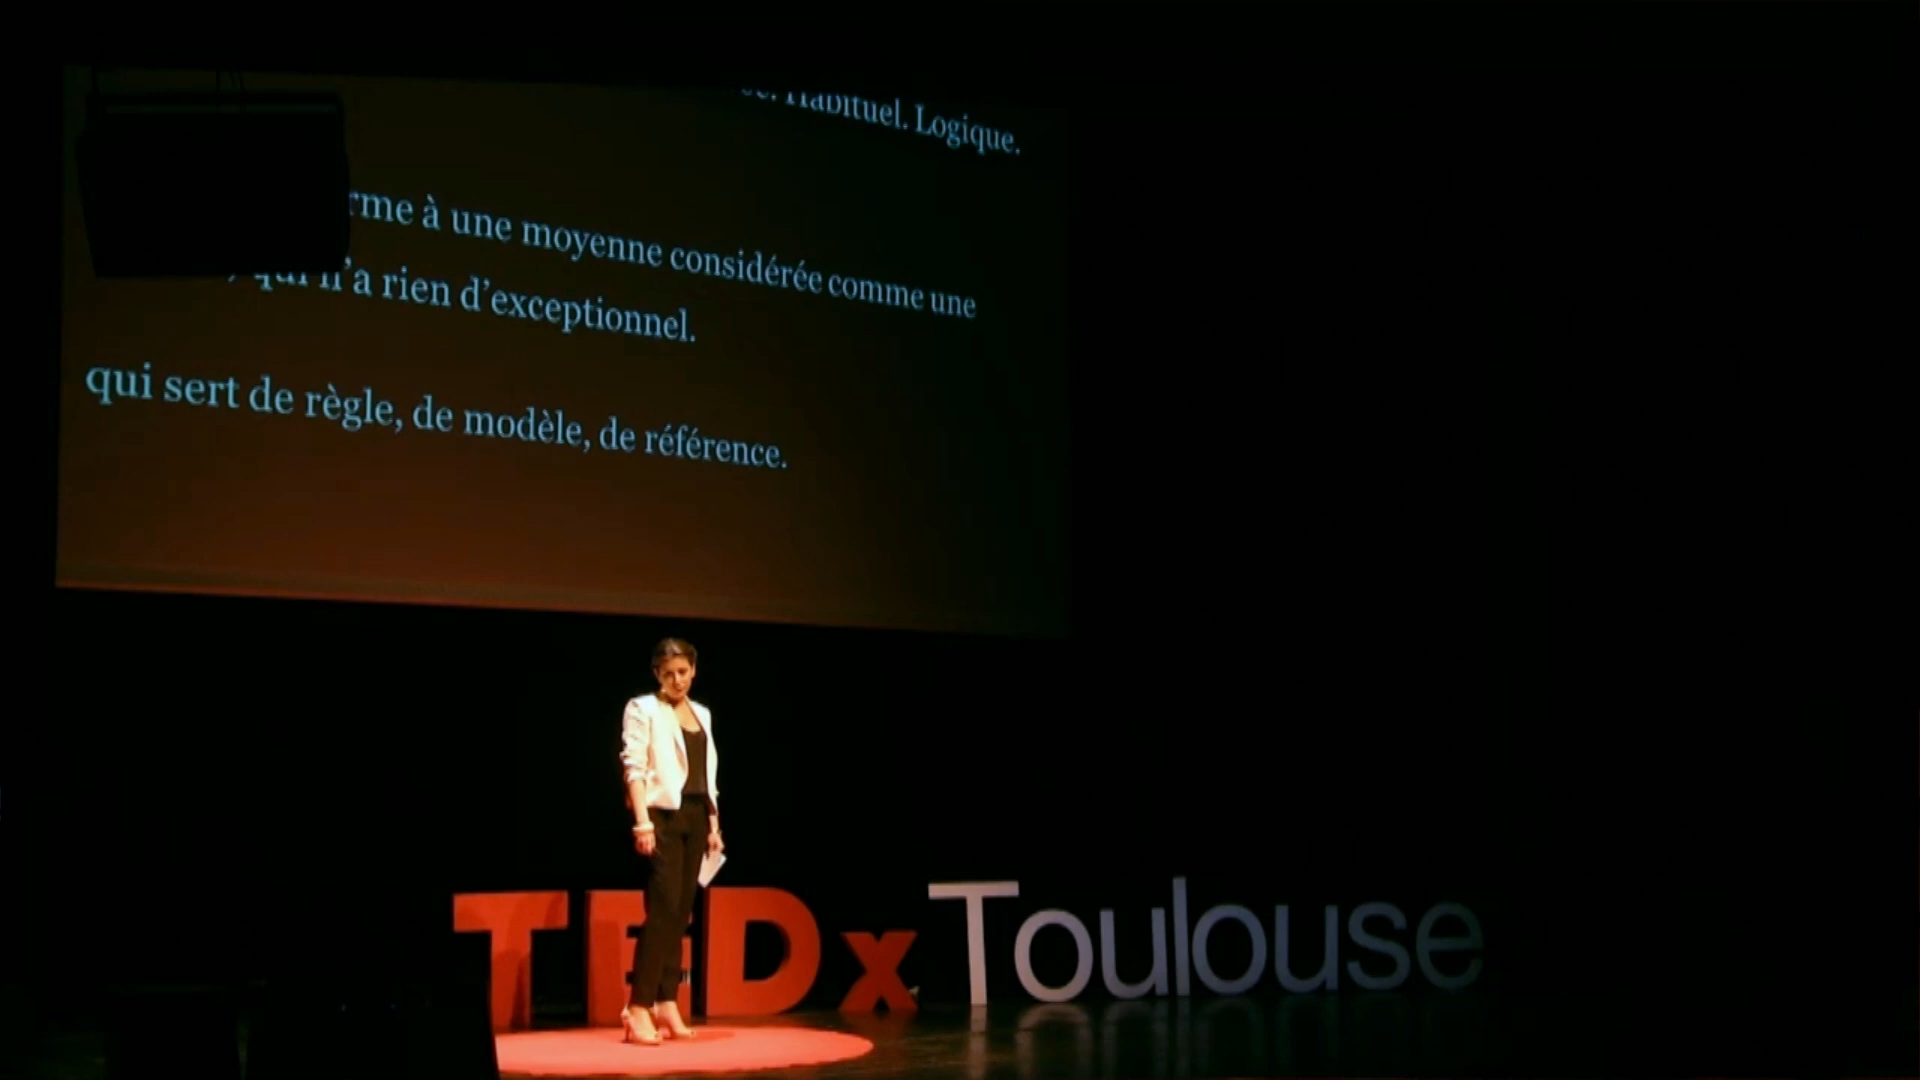 Habituel. Logique.
à une moyenne considérée comme une
qui n'a rien d'exceptionnel.
qui sert de règle, de modèle, de référence.
TEDxToulouse